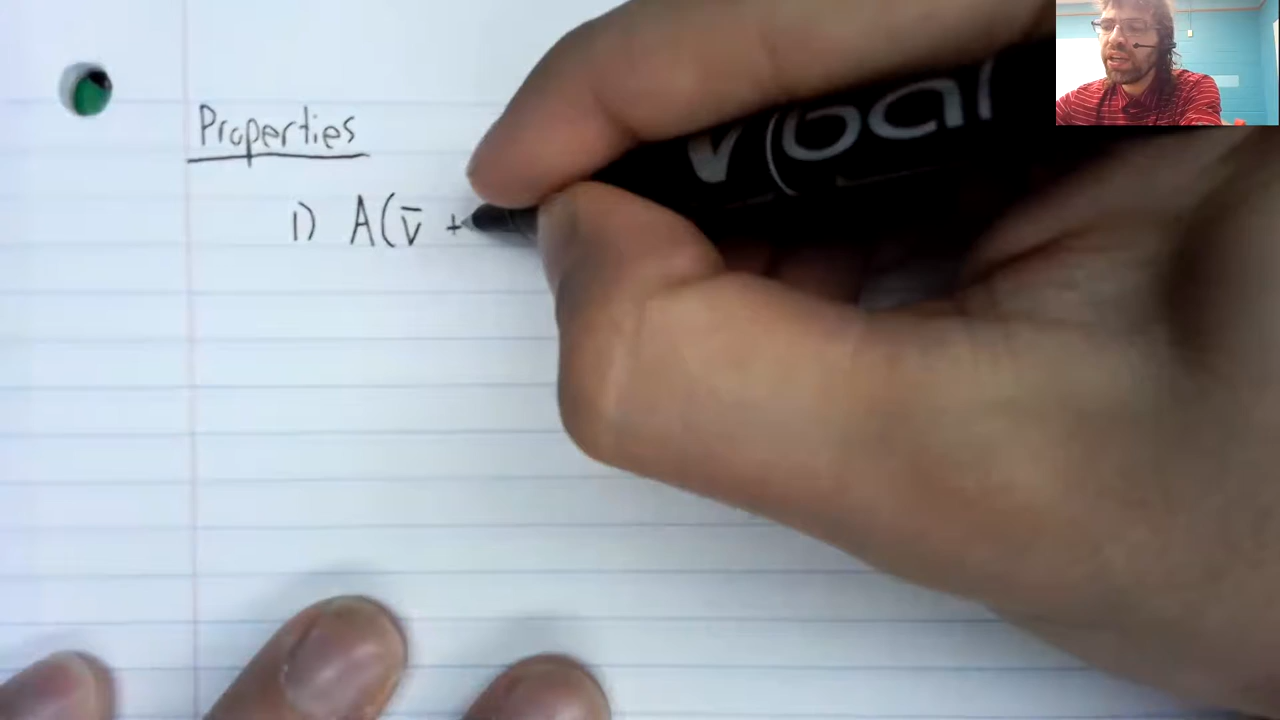 Properties
1) A(v̄ +